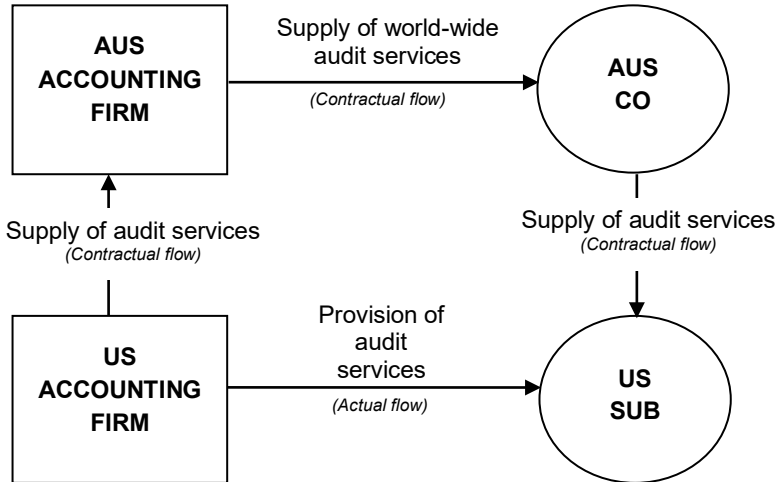 AUS
ACCOUNTING
FIRM
Supply of world-wide
audit services
(Contractual flow)
AUS
CO
Supply of audit services
(Contractual flow)
Supply of audit services
(Contractual flow)
US
ACCOUNTING
FIRM
Provision of
audit
services
(Actual flow)
US
SUB